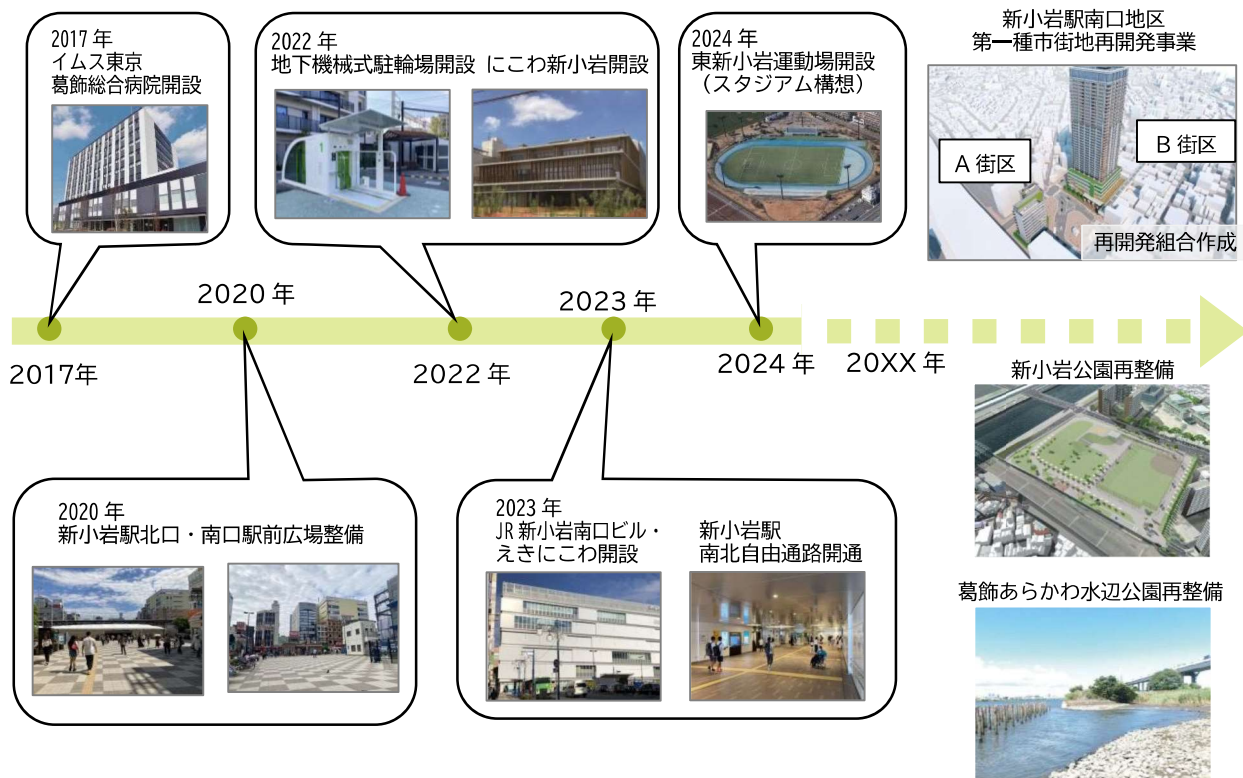 2017 年
イムス東京
葛飾総合病院開設
2022 年
地下機械式駐輪場開設 にこわ新小岩開設
2024 年
東新小岩運動場開設
(スタジアム構想)
新小岩駅南口地区
第一種市街地再開発事業
A 街区
B 街区
再開発組合作成
2020 年
2023 年
2017年
2022 年
2024 年
20XX 年
新小岩公園再整備
2020 年
新小岩駅北口・南口駅前広場整備
2023 年
JR 新小岩南口ビル・
えきにこわ開設
新小岩駅
南北自由通路開通
葛飾あらかわ水辺公園再整備